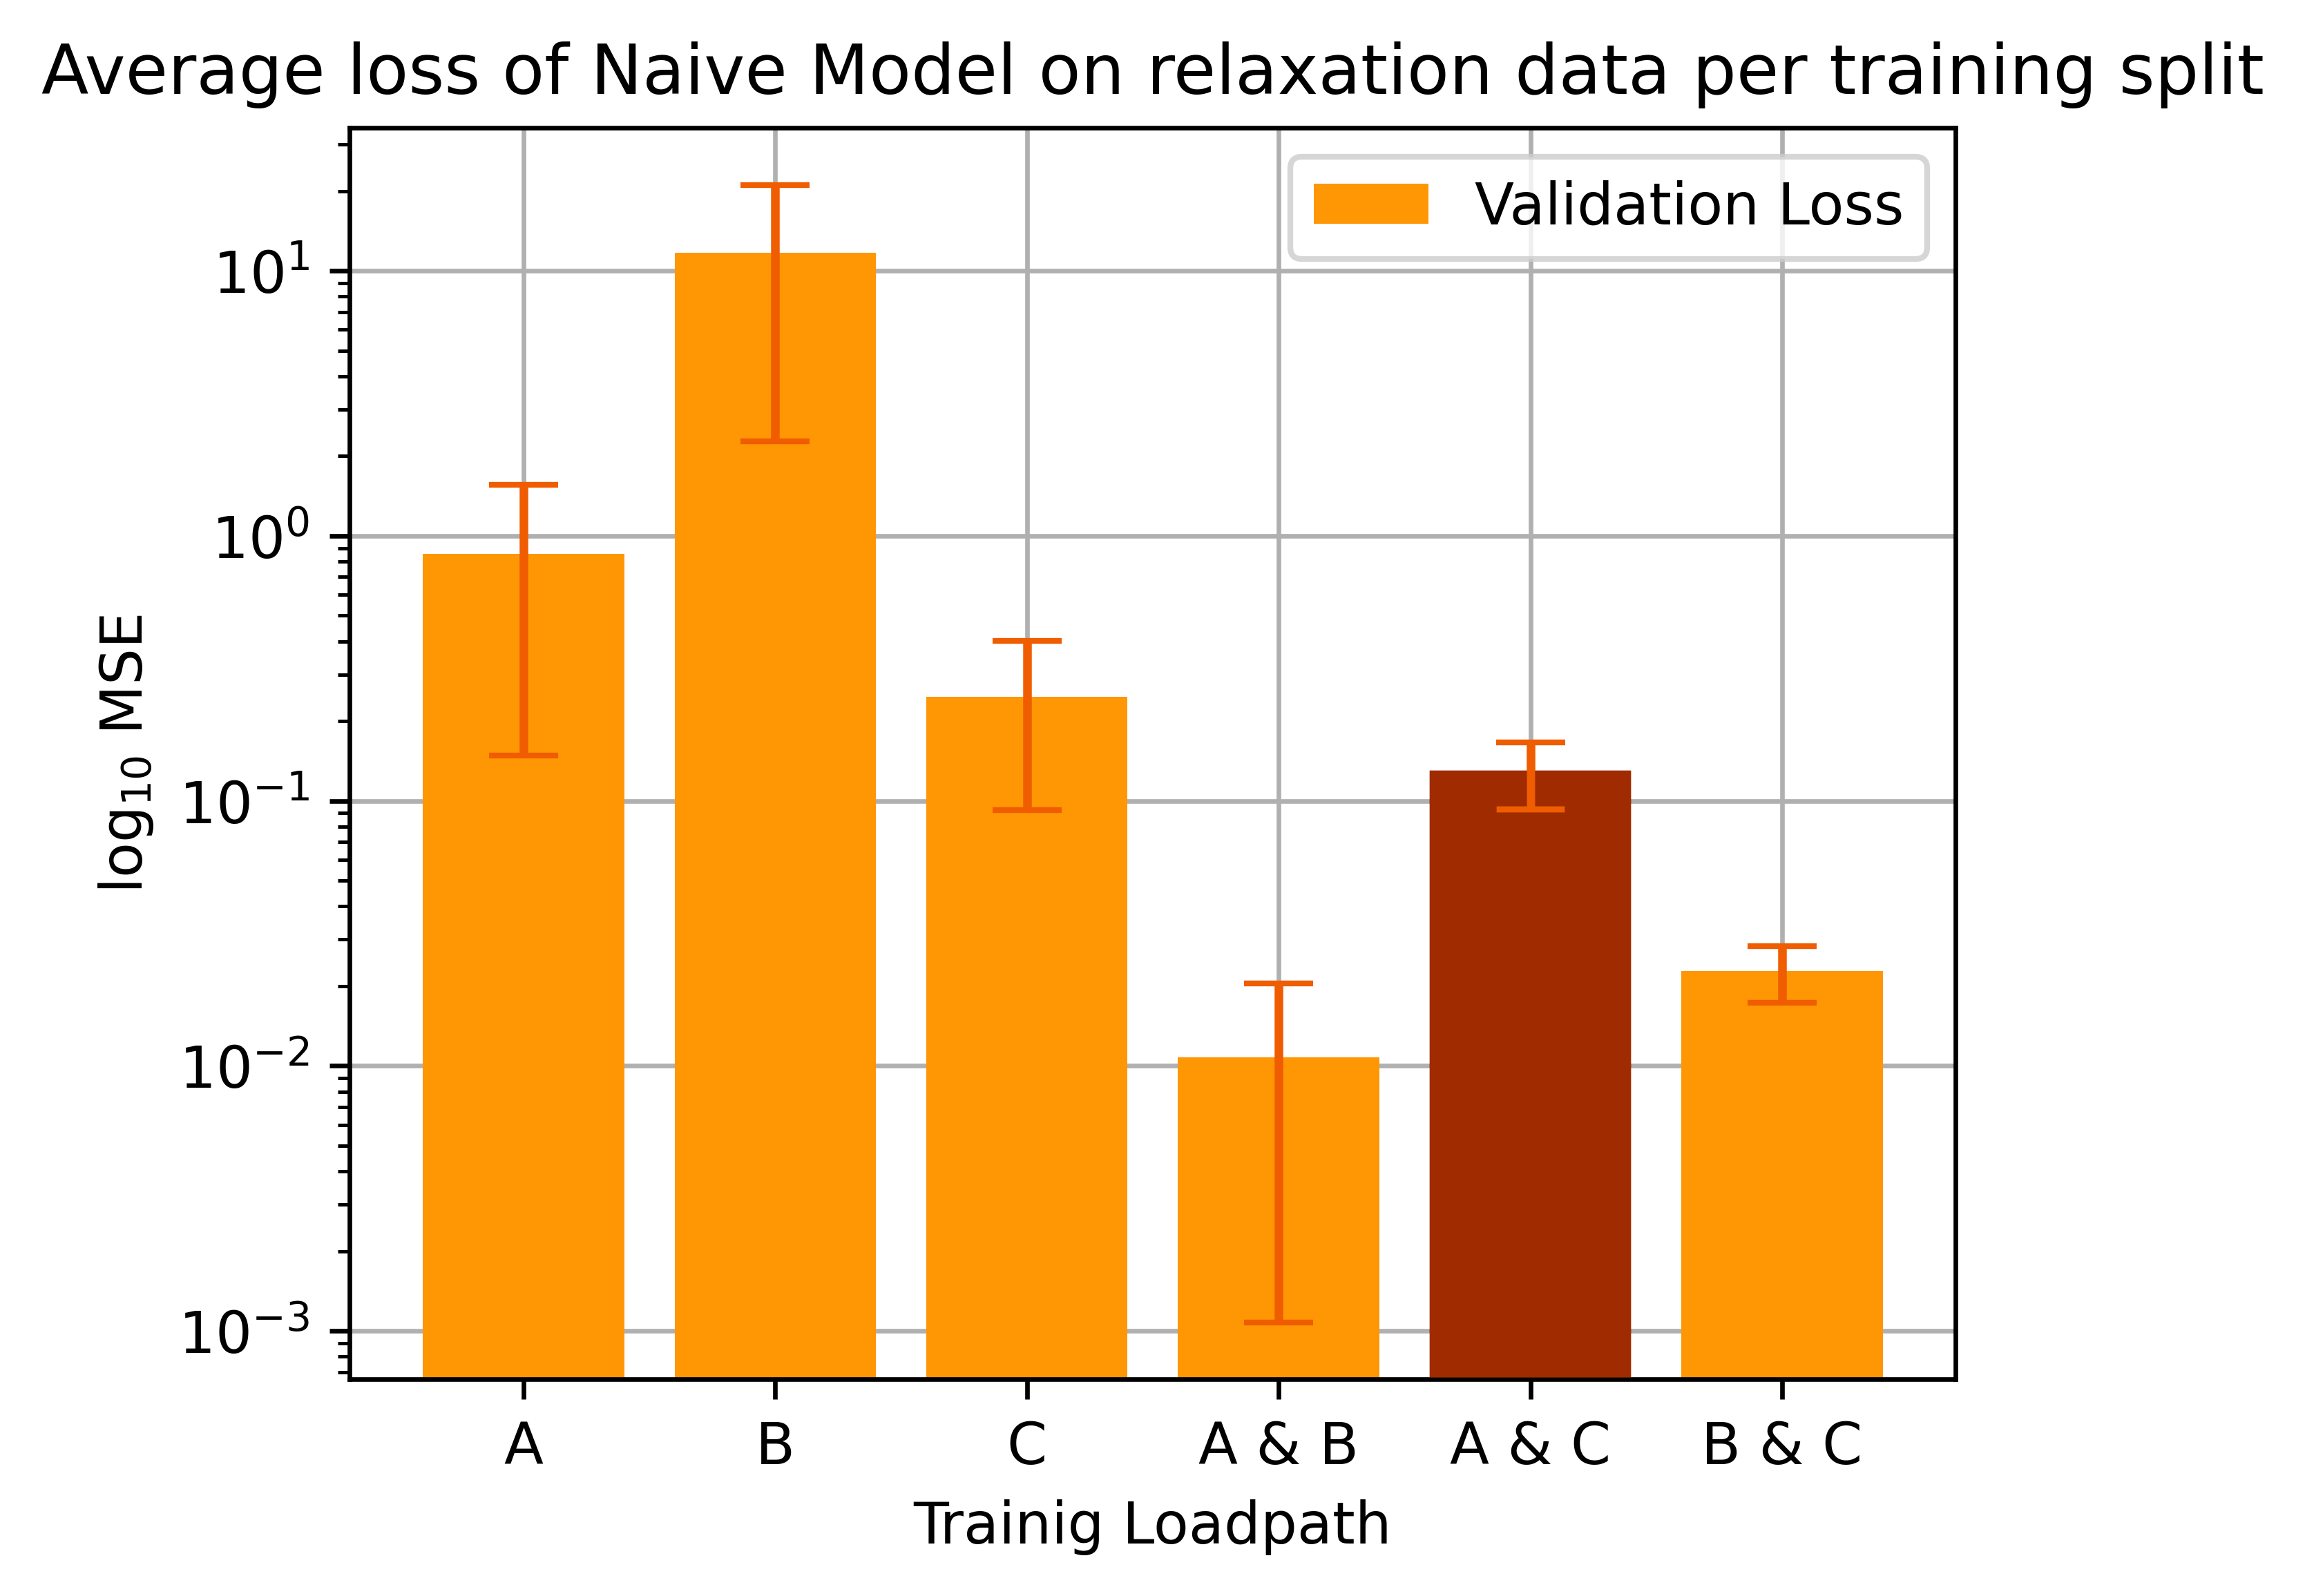 Average loss of Naive Model on relaxation data per training split
Validation Loss
10¹
10⁰
10⁻¹
10⁻²
10⁻³
log₁₀ MSE
A B C A & B A & C B & C
Trainig Loadpath